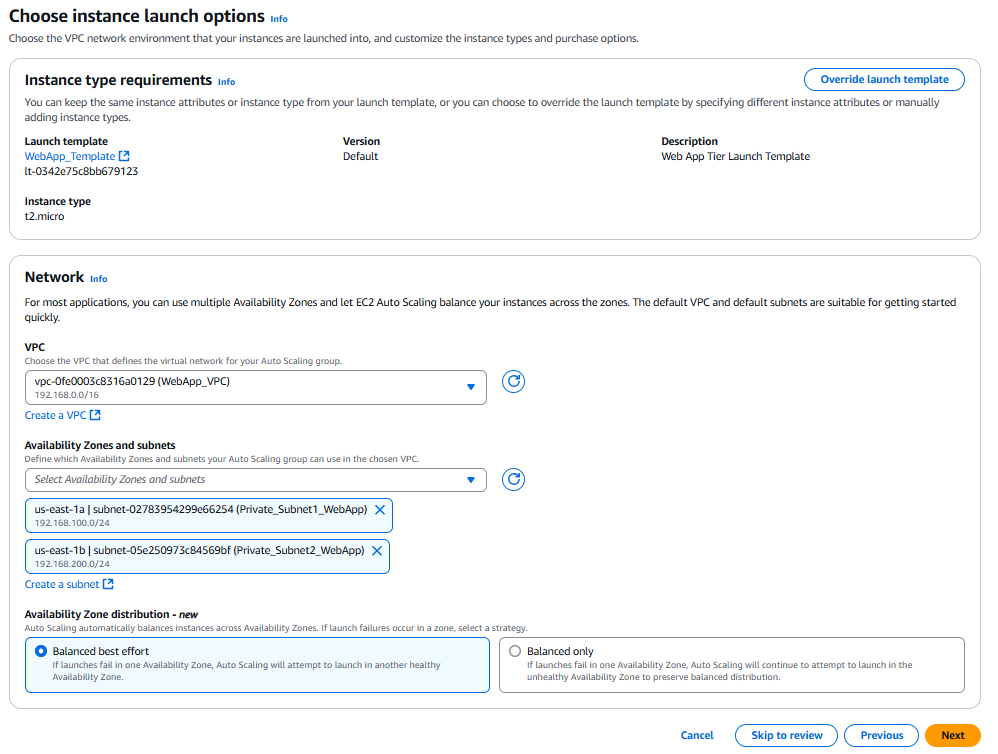 Choose instance launch options Info
Choose the VPC network environment that your instances are launched into, and customize the instance types and purchase options.
Instance type requirements Info
Override launch template
You can keep the same instance attributes or instance type from your launch template, or you can choose to override the launch template by specifying different instance attributes or manually
adding instance types.
Launch template
WebApp_Template
lt-0342e75c8bb679123
Version
Default
Description
Web App Tier Launch Template
Instance type
t2.micro
Network Info
For most applications, you can use multiple Availability Zones and let EC2 Auto Scaling balance your instances across the zones. The default VPC and default subnets are suitable for getting started
quickly.
VPC
Choose the VPC that defines the virtual network for your Auto Scaling group.
vpc-0fe0003c8316a0129 (WebApp_VPC)
192.168.0.0/16
Create a VPC
Availability Zones and subnets
Define which Availability Zones and subnets your Auto Scaling group can use in the chosen VPC.
Select Availability Zones and subnets
us-east-1a | subnet-02783954299e66254 (Private_Subnet1_WebApp)
192.168.100.0/24
us-east-1b | subnet-05e250973c84569bf (Private_Subnet2_WebApp)
192.168.200.0/24
Create a subnet
Availability Zone distribution - new
Auto Scaling automatically balances instances across Availability Zones. If launch failures occur in a zone, select a strategy.
Balanced best effort
If launches fail in one Availability Zone, Auto Scaling will attempt to launch in another healthy
Availability Zone.
Balanced only
If launches fail in one Availability Zone, Auto Scaling will continue to attempt to launch in the
unhealthy Availability Zone to preserve balanced distribution.
Cancel
Skip to review
Previous
Next